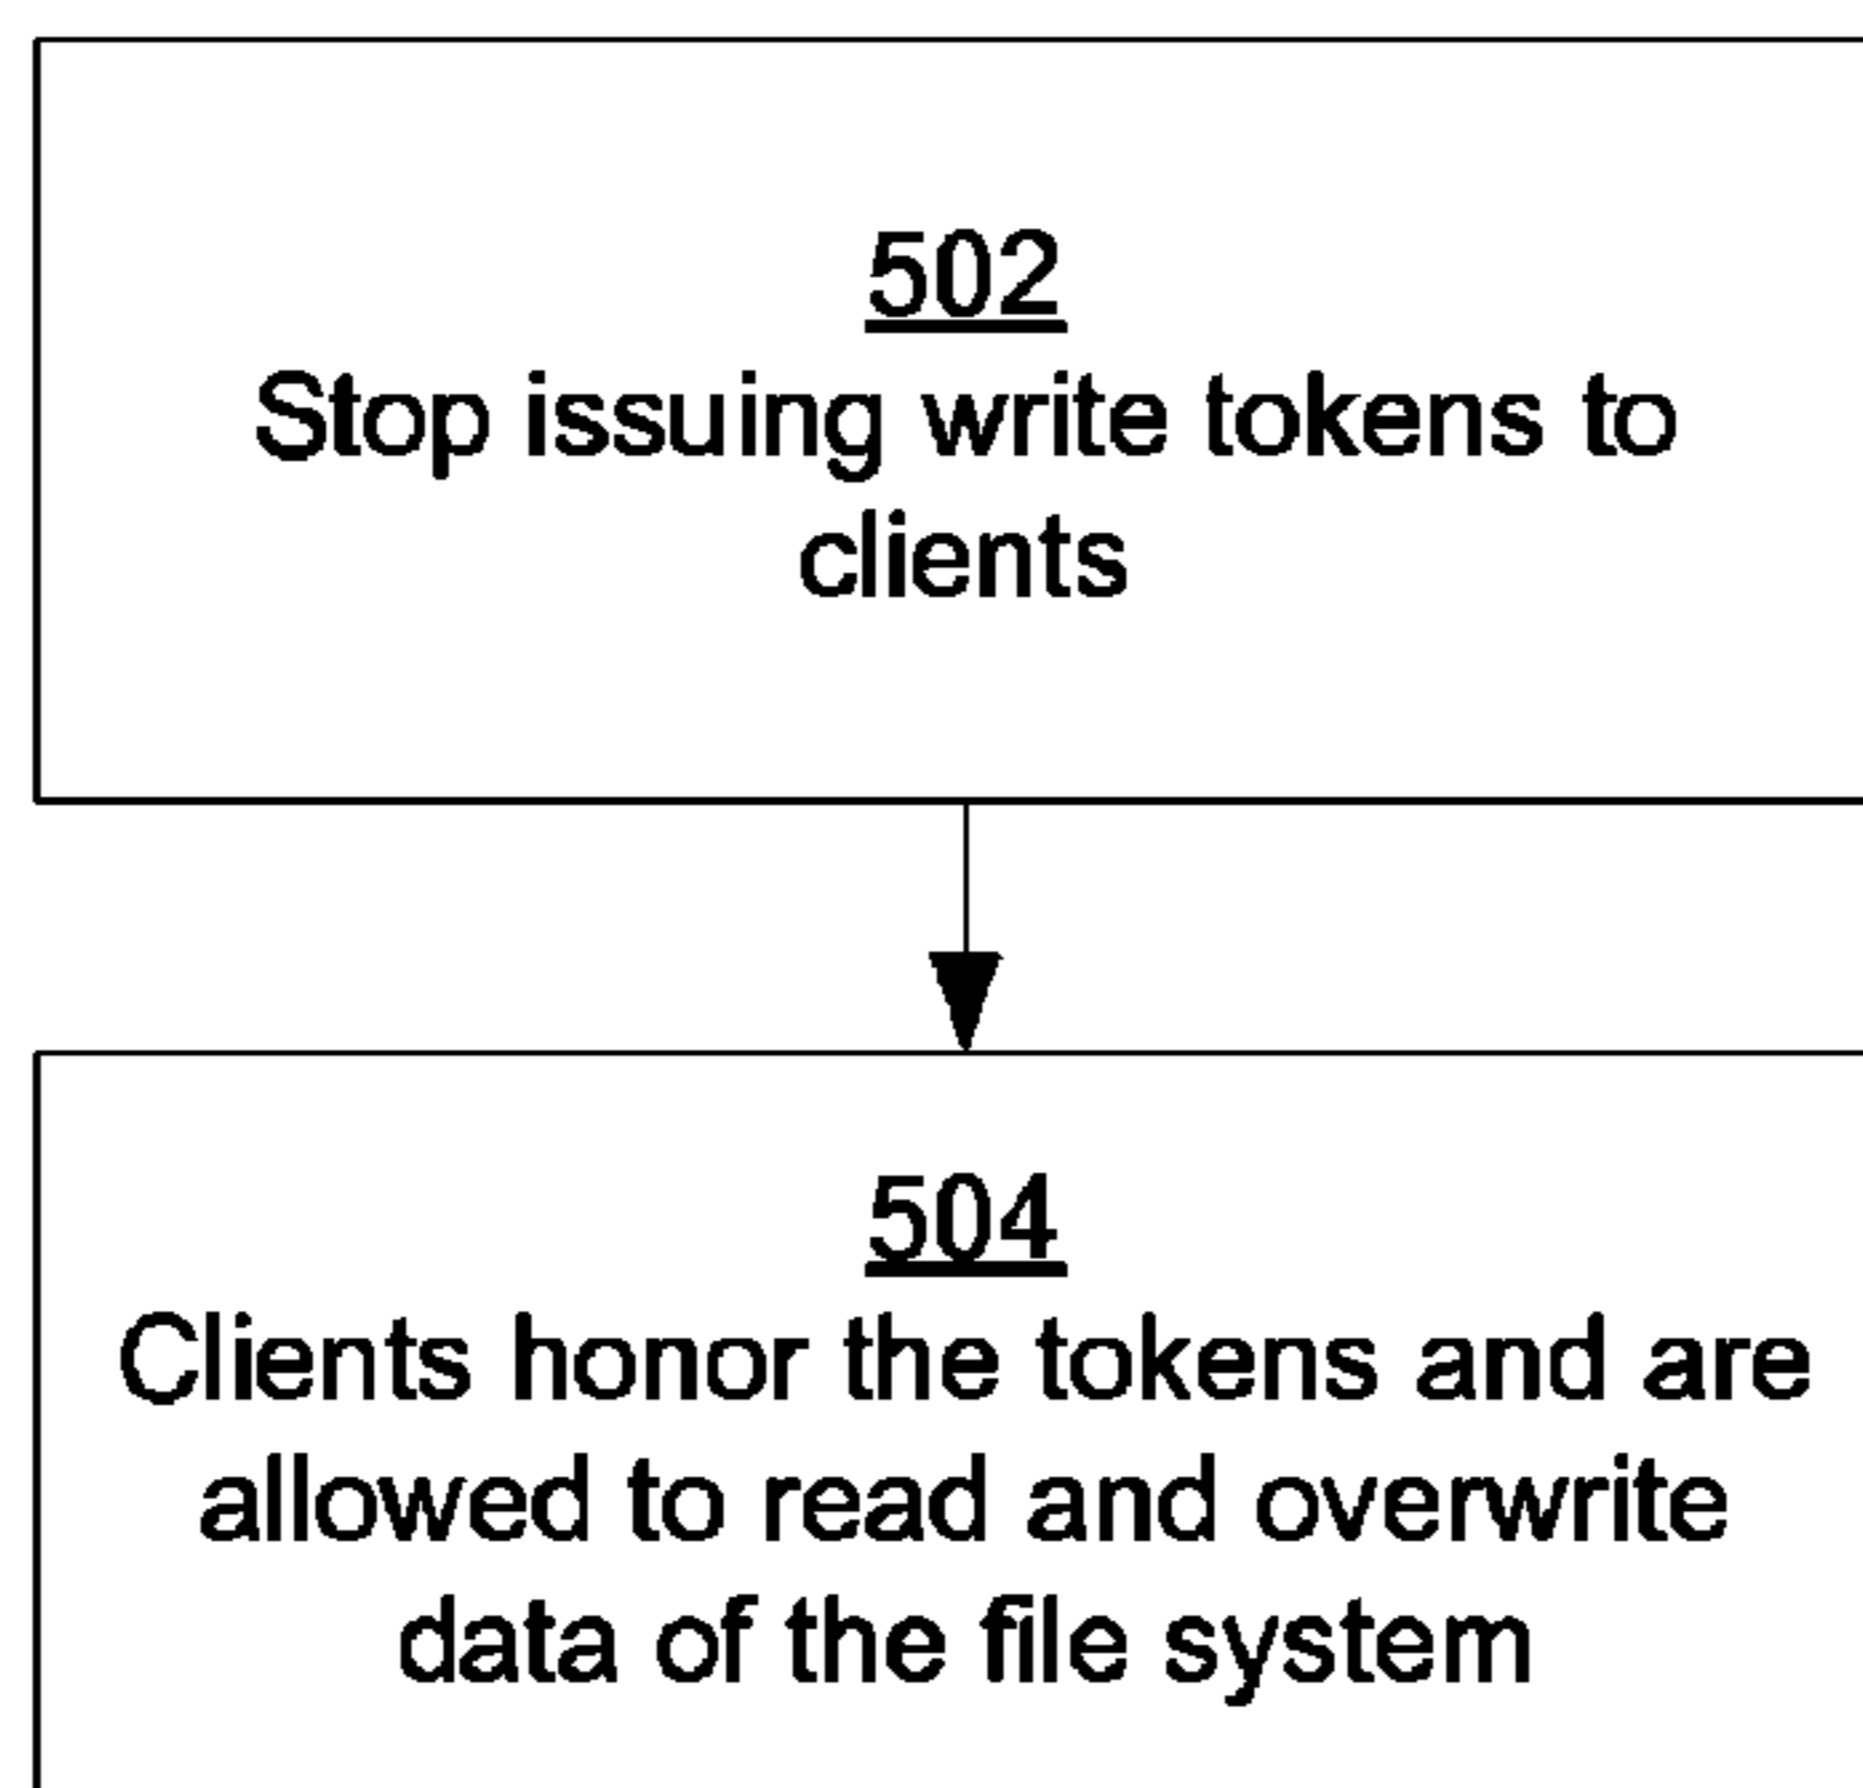 502
Stop issuing write tokens to
clients
504
Clients honor the tokens and are
allowed to read and overwrite
data of the file system